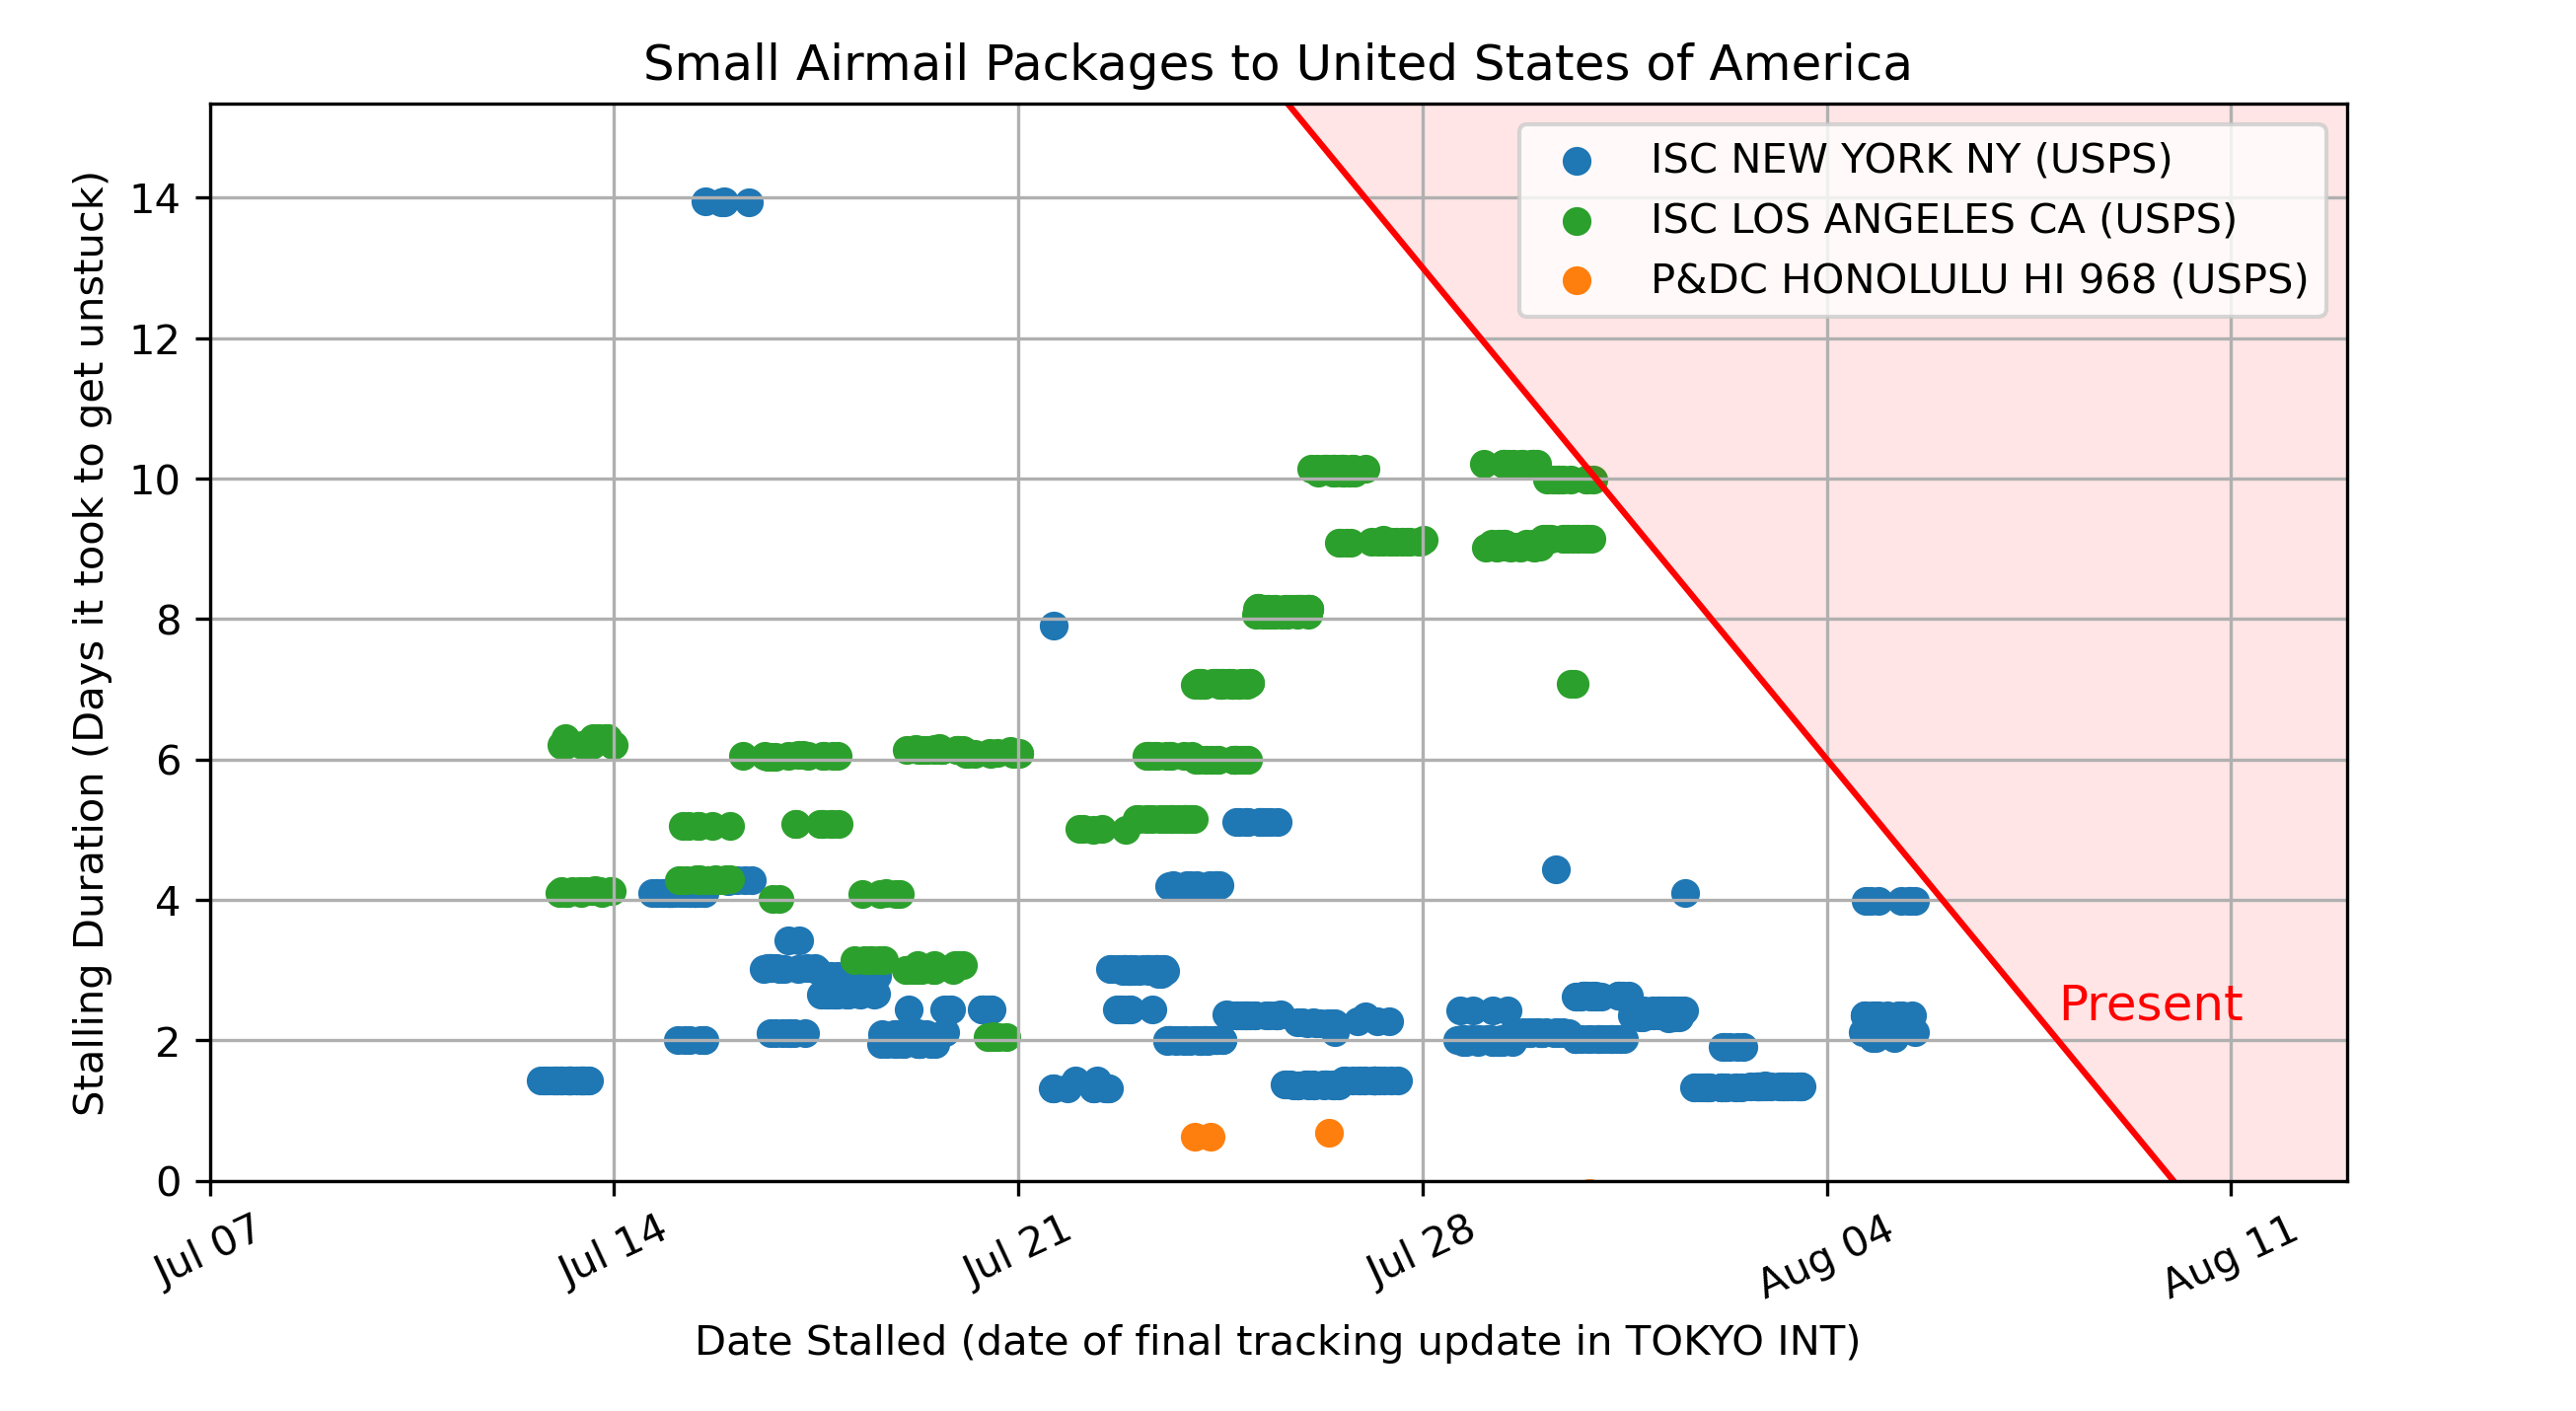 Small Airmail Packages to United States of America
ISC NEW YORK NY (USPS)
ISC LOS ANGELES CA (USPS)
P&DC HONOLULU HI 968 (USPS)
Stalling Duration (Days it took to get unstuck)
14
12
10
8
6
4
2
0
Present
Jul 07
Jul 14
Jul 21
Jul 28
Aug 04
Aug 11
Date Stalled (date of final tracking update in TOKYO INT)